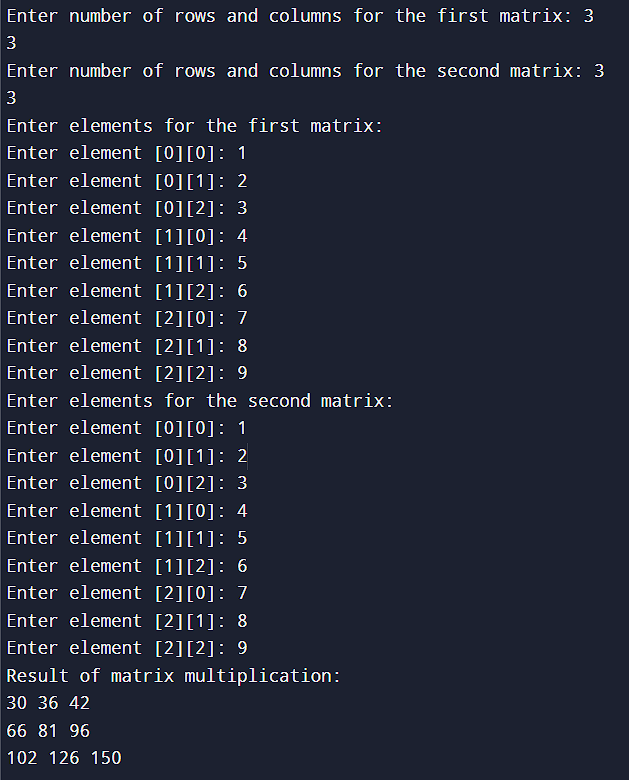 Enter number of rows and columns for the first matrix: 3
3
Enter number of rows and columns for the second matrix: 3
3
Enter elements for the first matrix:
Enter element [0][0]: 1
Enter element [0][1]: 2
Enter element [0][2]: 3
Enter element [1][0]: 4
Enter element [1][1]: 5
Enter element [1][2]: 6
Enter element [2][0]: 7
Enter element [2][1]: 8
Enter element [2][2]: 9
Enter elements for the second matrix:
Enter element [0][0]: 1
Enter element [0][1]: 2
Enter element [0][2]: 3
Enter element [1][0]: 4
Enter element [1][1]: 5
Enter element [1][2]: 6
Enter element [2][0]: 7
Enter element [2][1]: 8
Enter element [2][2]: 9
Result of matrix multiplication:
30 36 42
66 81 96
102 126 150